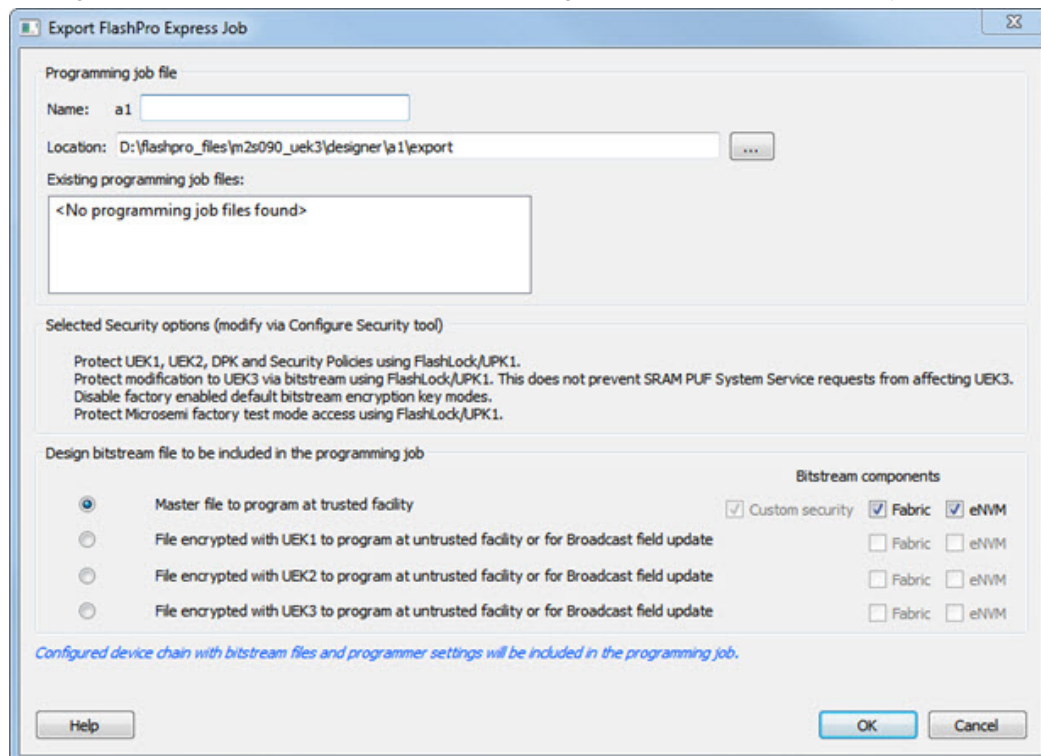 Export FlashPro Express Job
Programming job file
Name: a1
Location: D:\flashpro_files\m2s090_uek3\designer\a1\export
...
Existing programming job files:
<No programming job files found>
Selected Security options (modify via Configure Security tool)
Protect UEK1, UEK2, DPK and Security Policies using FlashLock/UPK1.
Protect modification to UEK3 via bitstream using FlashLock/UPK1. This does not prevent SRAM PUF System Service requests from affecting UEK3.
Disable factory enabled default bitstream encryption key modes.
Protect Microsemi factory test mode access using FlashLock/UPK1.
Design bitstream file to be included in the programming job
Bitstream components
Master file to program at trusted facility Custom security Fabric eNVM
File encrypted with UEK1 to program at untrusted facility or for Broadcast field update Fabric eNVM
File encrypted with UEK2 to program at untrusted facility or for Broadcast field update Fabric eNVM
File encrypted with UEK3 to program at untrusted facility or for Broadcast field update Fabric eNVM
Configured device chain with bitstream files and programmer settings will be included in the programming job.
Help OK Cancel